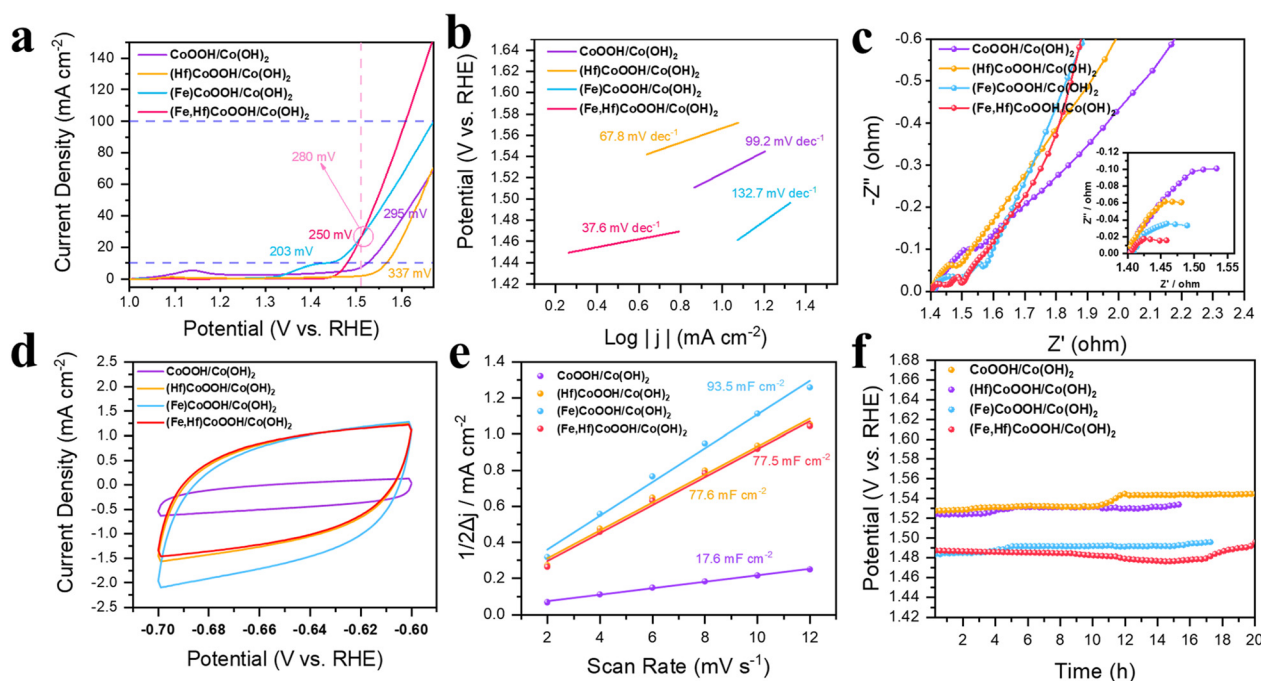 a
Current Density (mA cm⁻²)
140
120
100
80
60
40
20
0
CoOOH/Co(OH)₂
(Hf)CoOOH/Co(OH)₂
(Fe)CoOOH/Co(OH)₂
(Fe,Hf)CoOOH/Co(OH)₂
280 mV
295 mV
250 mV
203 mV
337 mV
1.0 1.1 1.2 1.3 1.4 1.5 1.6
Potential (V vs. RHE)
b
Potential (V vs. RHE)
1.64
1.62
1.60
1.58
1.56
1.54
1.52
1.50
1.48
1.46
1.44
1.42
CoOOH/Co(OH)₂
(Hf)CoOOH/Co(OH)₂
(Fe)CoOOH/Co(OH)₂
(Fe,Hf)CoOOH/Co(OH)₂
67.8 mV dec⁻¹
99.2 mV dec⁻¹
132.7 mV dec⁻¹
37.6 mV dec⁻¹
0.0 0.2 0.4 0.6 0.8 1.0 1.2 1.4
Log | j | (mA cm⁻²)
c
-Z'' (ohm)
-0.6
-0.5
-0.4
-0.3
-0.2
-0.1
0.0
CoOOH/Co(OH)₂
(Hf)CoOOH/Co(OH)₂
(Fe)CoOOH/Co(OH)₂
(Fe,Hf)CoOOH/Co(OH)₂
Z'' / ohm
-0.12
-0.10
-0.08
-0.06
-0.04
-0.02
0.00
1.40 1.45 1.50 1.55
Z' / ohm
1.4 1.5 1.6 1.7 1.8 1.9 2.0 2.1 2.2 2.3 2.4
Z' (ohm)
d
Current Density (mA cm⁻²)
2.5
2.0
1.5
1.0
0.5
0.0
-0.5
-1.0
-1.5
-2.0
-2.5
CoOOH/Co(OH)₂
(Hf)CoOOH/Co(OH)₂
(Fe)CoOOH/Co(OH)₂
(Fe,Hf)CoOOH/Co(OH)₂
-0.70 -0.68 -0.66 -0.64 -0.62 -0.60
Potential (V vs. RHE)
e
1/2Δj / mA cm⁻²
1.4
1.2
1.0
0.8
0.6
0.4
0.2
0.0
CoOOH/Co(OH)₂
(Hf)CoOOH/Co(OH)₂
(Fe)CoOOH/Co(OH)₂
(Fe,Hf)CoOOH/Co(OH)₂
93.5 mF cm⁻²
77.5 mF cm⁻²
77.6 mF cm⁻²
17.6 mF cm⁻²
2 4 6 8 10 12
Scan Rate (mV s⁻¹)
f
Potential (V vs. RHE)
1.68
1.66
1.64
1.62
1.60
1.58
1.56
1.54
1.52
1.50
1.48
1.46
1.44
1.42
CoOOH/Co(OH)₂
(Hf)CoOOH/Co(OH)₂
(Fe)CoOOH/Co(OH)₂
(Fe,Hf)CoOOH/Co(OH)₂
2 4 6 8 10 12 14 16 18 20
Time (h)